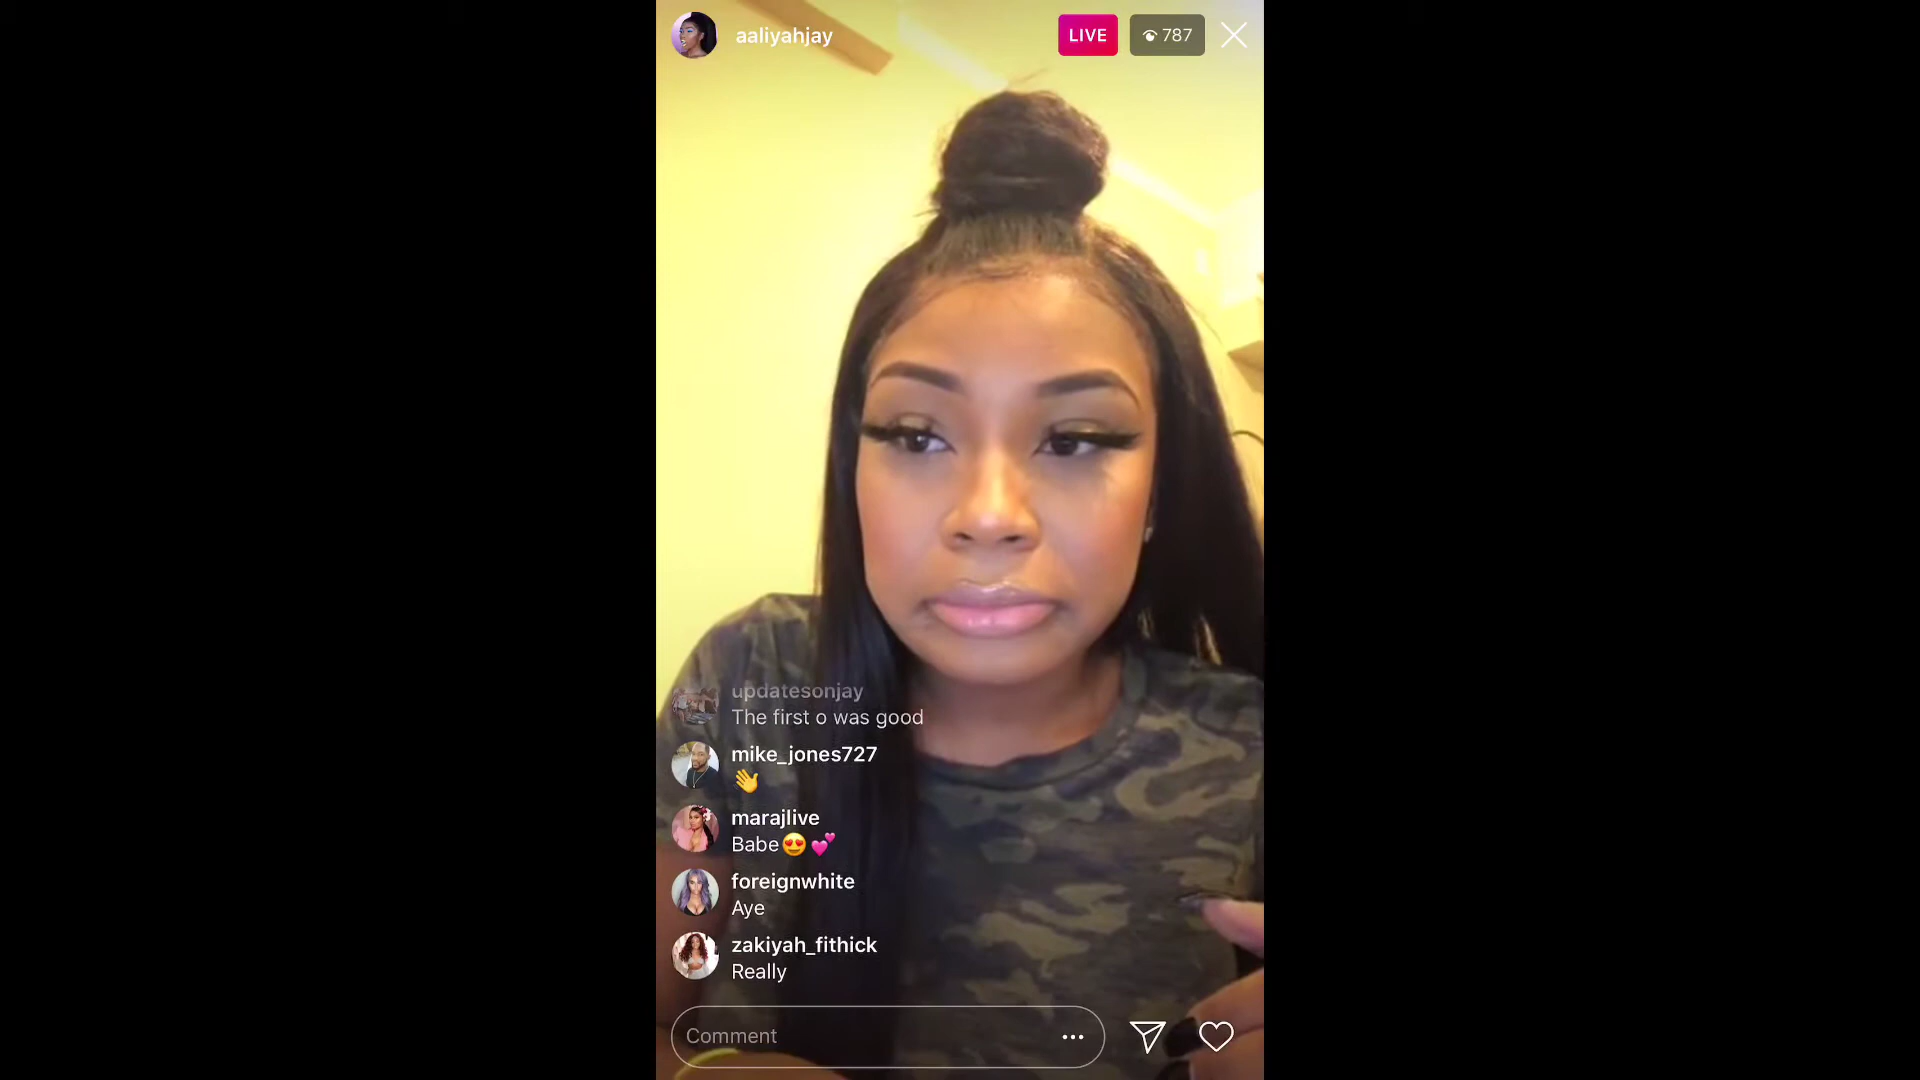 aaliyahjay
LIVE
787
updatesonjay
The first o was good
mike_jones727
👋
marajlive
Babe😍💕
foreignwhite
Aye
zakiyah_fithick
Really
Comment